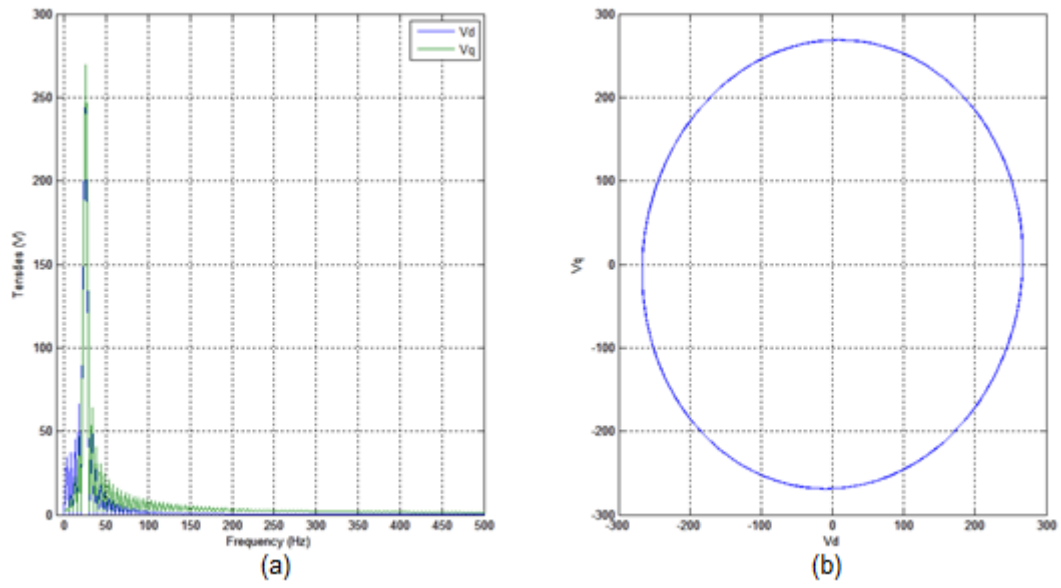 300
250
200
150
100
50
0
Tensões (V)
Vd
Vq
0 50 100 150 200 250 300 350 400 450 500
Frequency (Hz)
(a)
300
200
100
0
-100
-200
-300
Vq
-300 -200 -100 0 100 200 300
Vd
(b)